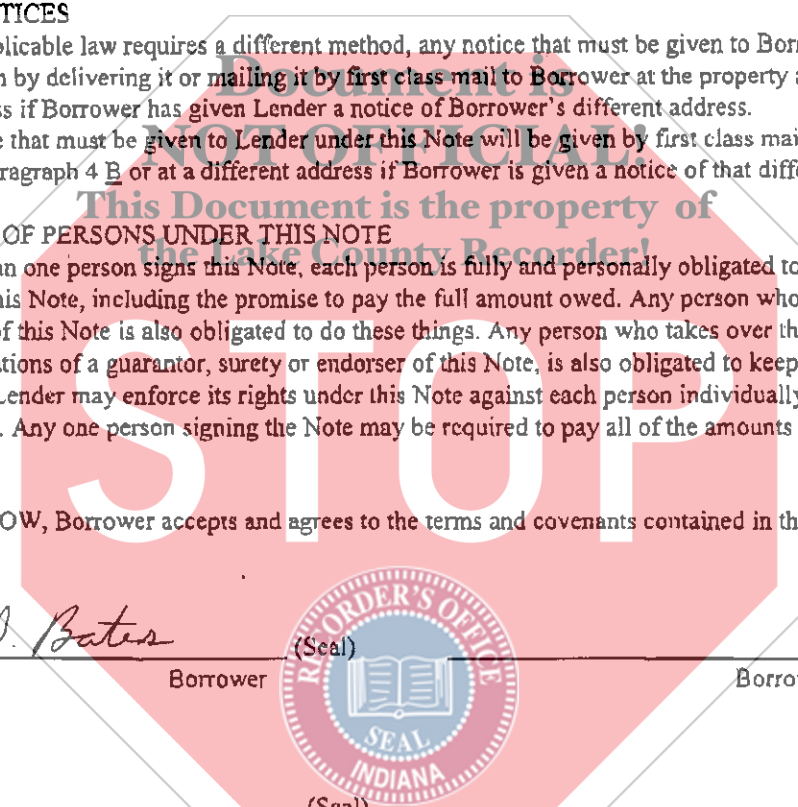 TICES
plicable law requires a different method, any notice that must be given to Bor
n by delivering it or mailing it by first class mail to Borrower at the property a
Document is
ss if Borrower has given Lender a notice of Borrower's different address.
e that must be given to Lender under this Note will be given by first class mai
NOT OFFICIAL!
ragraph 4 B or at a different address if Borrower is given a notice of that diffe
This Document is the property of
OF PERSONS UNDER THIS NOTE
the Lake County Recorder!
an one person signs this Note, each person is fully and personally obligated to
his Note, including the promise to pay the full amount owed. Any person who
of this Note is also obligated to do these things. Any person who takes over th
tions of a guarantor, surety or endorser of this Note, is also obligated to keep
Lender may enforce its rights under this Note against each person individually
. Any one person signing the Note may be required to pay all of the amounts
STOP
OW, Borrower accepts and agrees to the terms and covenants contained in th
J. Bates
(Seal)
Borrower
Borro
RECORDER'S OFFICE
SEAL
INDIANA
(Seal)